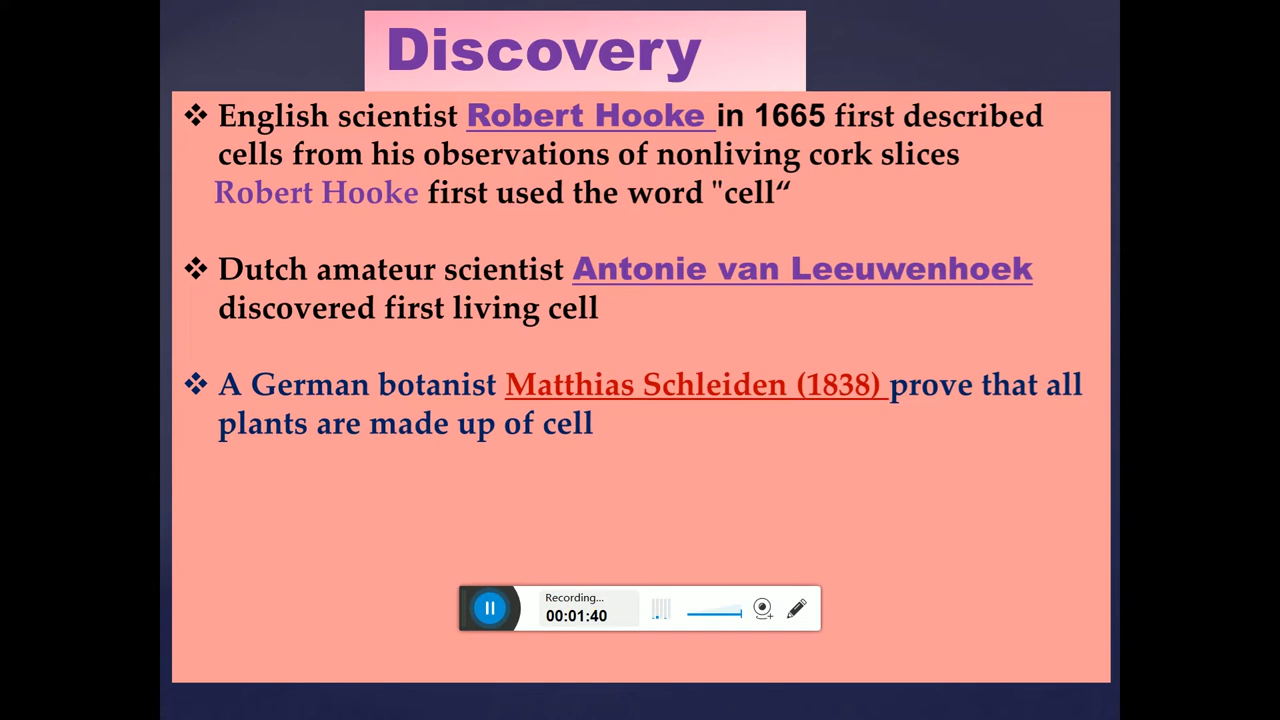 Discovery
❖ English scientist Robert Hooke in 1665 first described
cells from his observations of nonliving cork slices
Robert Hooke first used the word "cell“
❖ Dutch amateur scientist Antonie van Leeuwenhoek
discovered first living cell
❖ A German botanist Matthias Schleiden (1838) prove that all
plants are made up of cell
Recording...
00:01:40